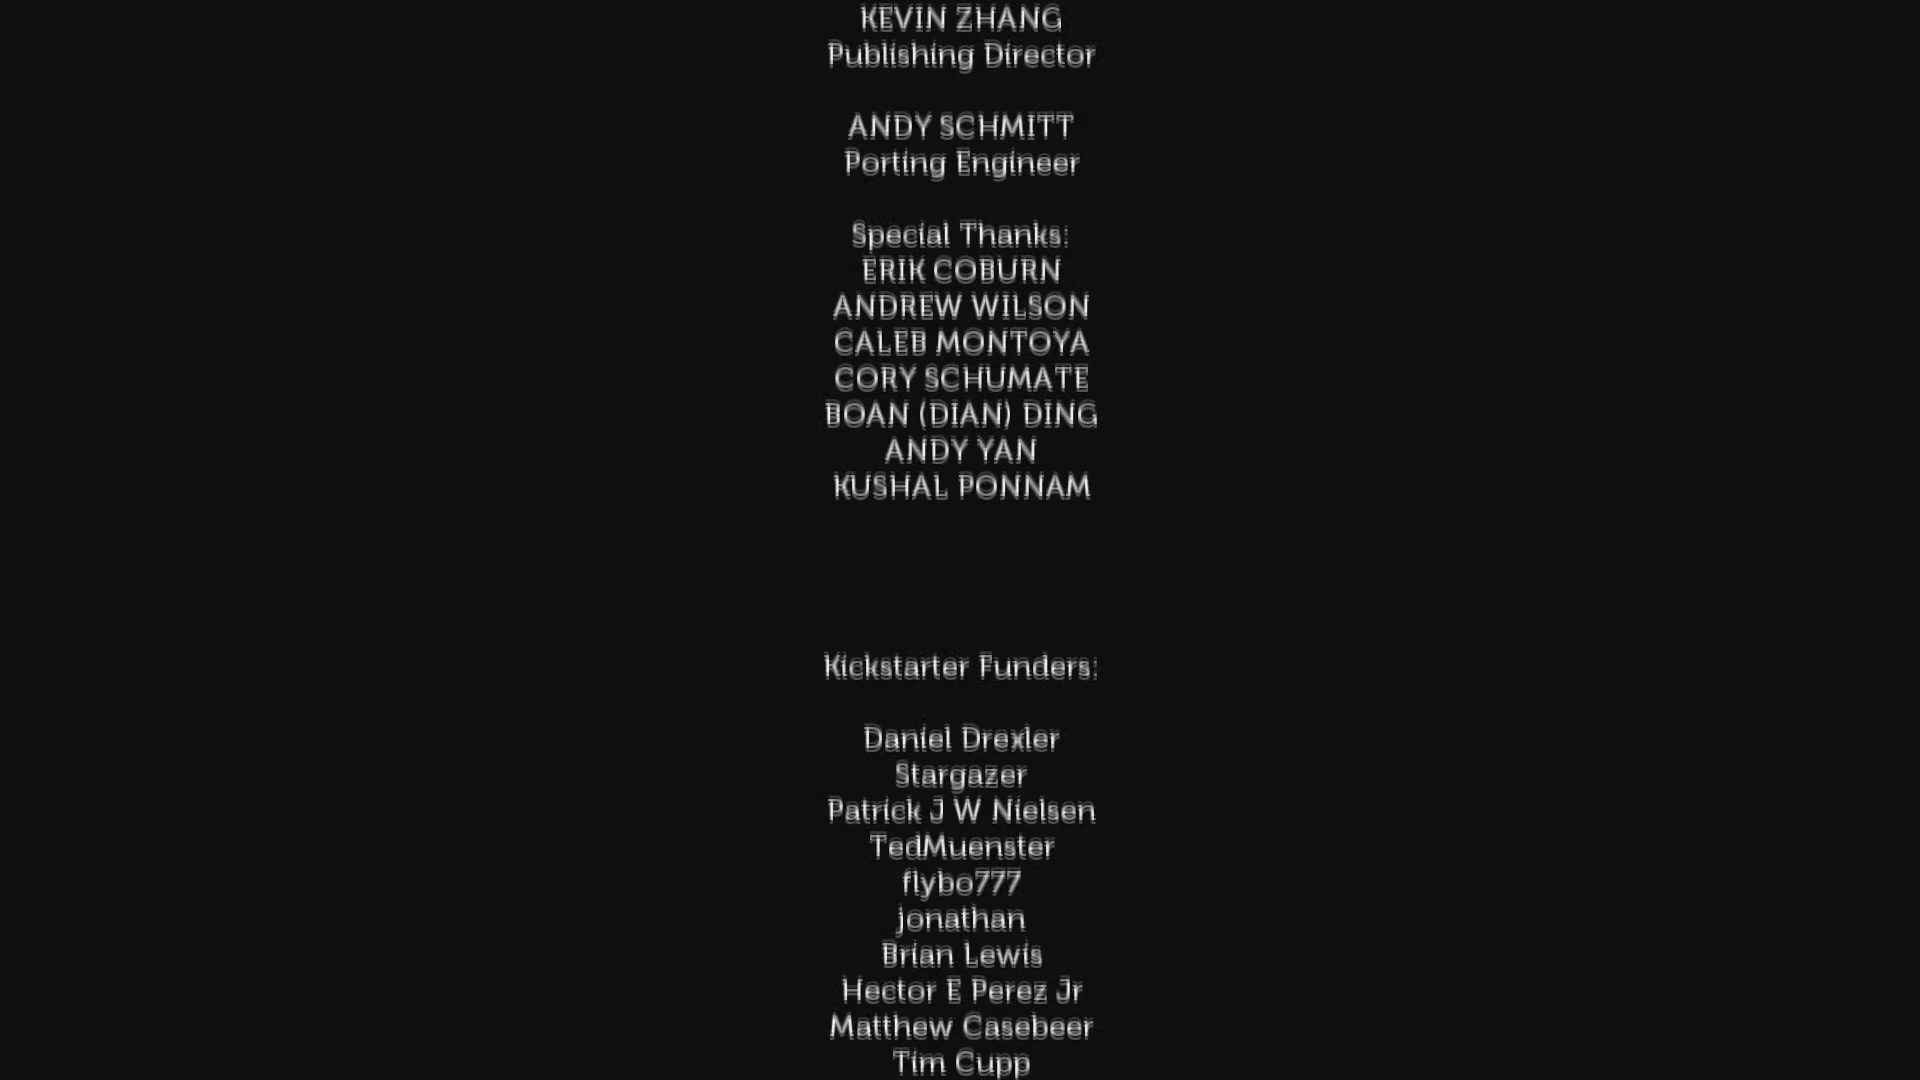 KEVIN ZHANG
Publishing Director
ANDY SCHMITT
Porting Engineer
Special Thanks:
ERIK COBURN
ANDREW WILSON
CALEB MONTOYA
CORY SCHUMATE
BOAN (DIAN) DING
ANDY YAN
KUSHAL PONNAM
Kickstarter Funders:
Daniel Drexler
Stargazer
Patrick J W Nielsen
TedMuenster
flybo777
jonathan
Brian Lewis
Hector E Perez Jr
Matthew Casebeer
Tim Cupp